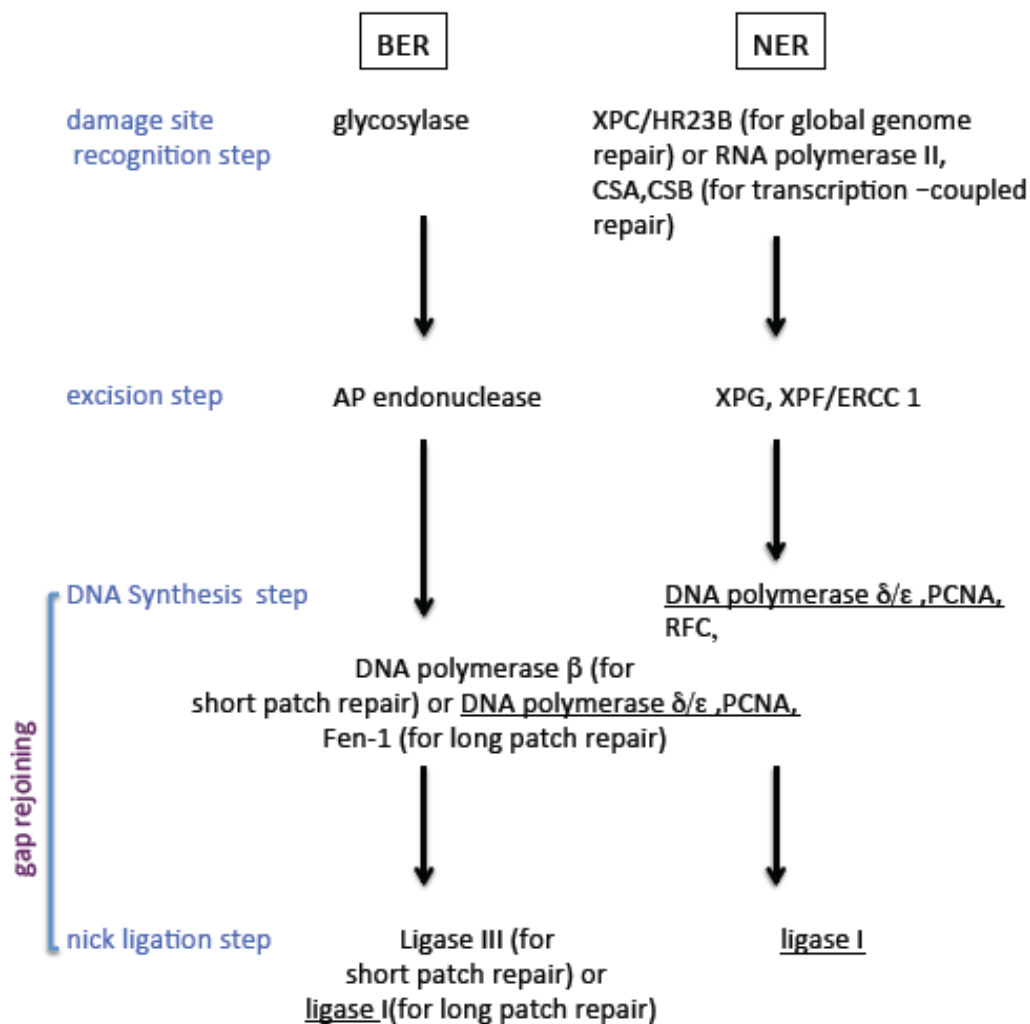 BER
NER
damage site
recognition step
glycosylase
XPC/HR23B (for global genome
repair) or RNA polymerase II,
CSA,CSB (for transcription −coupled
repair)
excision step
AP endonuclease
XPG, XPF/ERCC 1
gap rejoining
DNA Synthesis step
DNA polymerase δ/ε ,PCNA,
RFC,
DNA polymerase β (for
short patch repair) or DNA polymerase δ/ε ,PCNA,
Fen-1 (for long patch repair)
nick ligation step
Ligase III (for
short patch repair) or
ligase I(for long patch repair)
ligase I